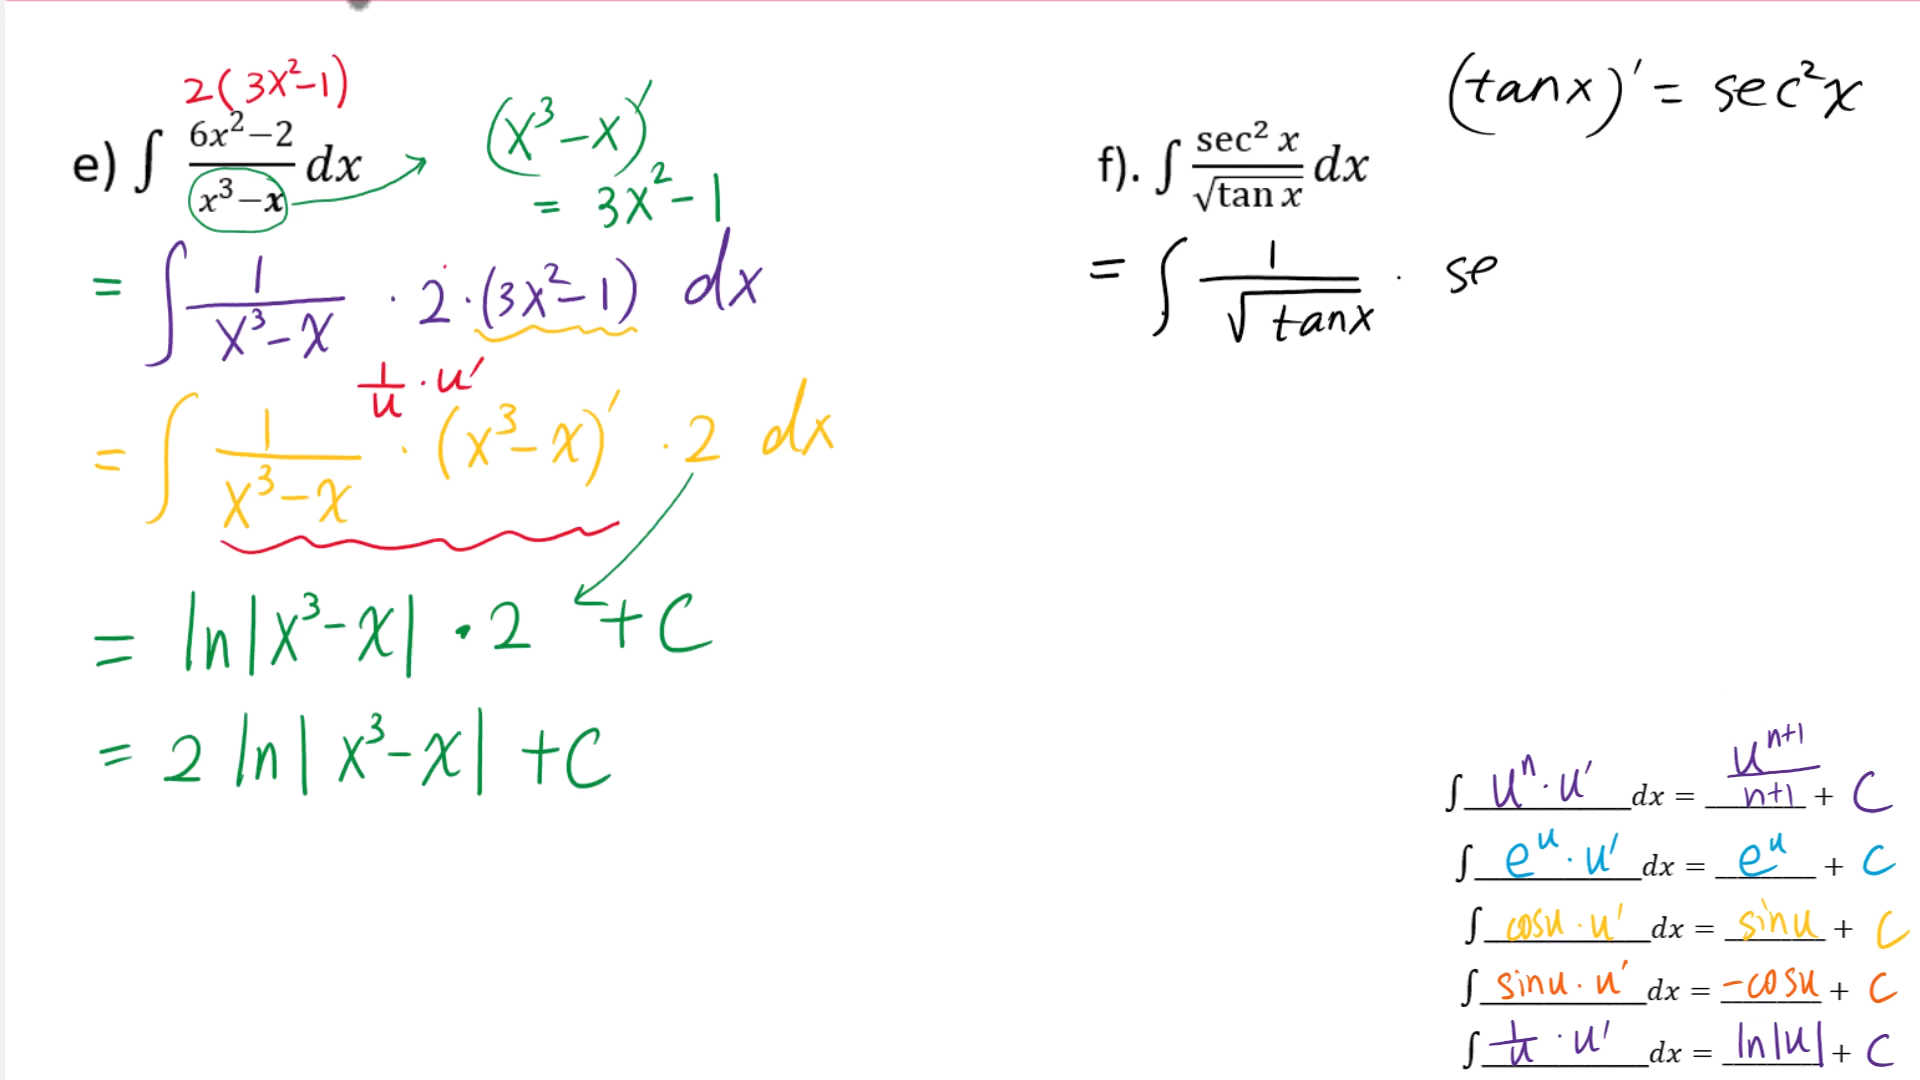 2(3x²-1)
e) ∫ (6x²−2)/(x³−x) dx
(x³-x)′
= 3x²-1
= ∫ 1/(x³-x) · 2·(3x²-1) dx
1/u · u′
= ∫ 1/(x³-x) · (x³-x)′ · 2 dx
= ln|x³-x| · 2 + C
= 2 ln|x³-x| + C
(tanx)′ = sec²x
f). ∫ sec² x/√tan x dx
= ∫ 1/√tanx · se
∫ uⁿ·u′ dx = uⁿ⁺¹/(n+1) + C
∫ eᵘ·u′ dx = eᵘ + C
∫ cosu·u′ dx = sinu + C
∫ sinu·u′ dx = -cosu + C
∫ 1/u ·u′ dx = ln|u| + C